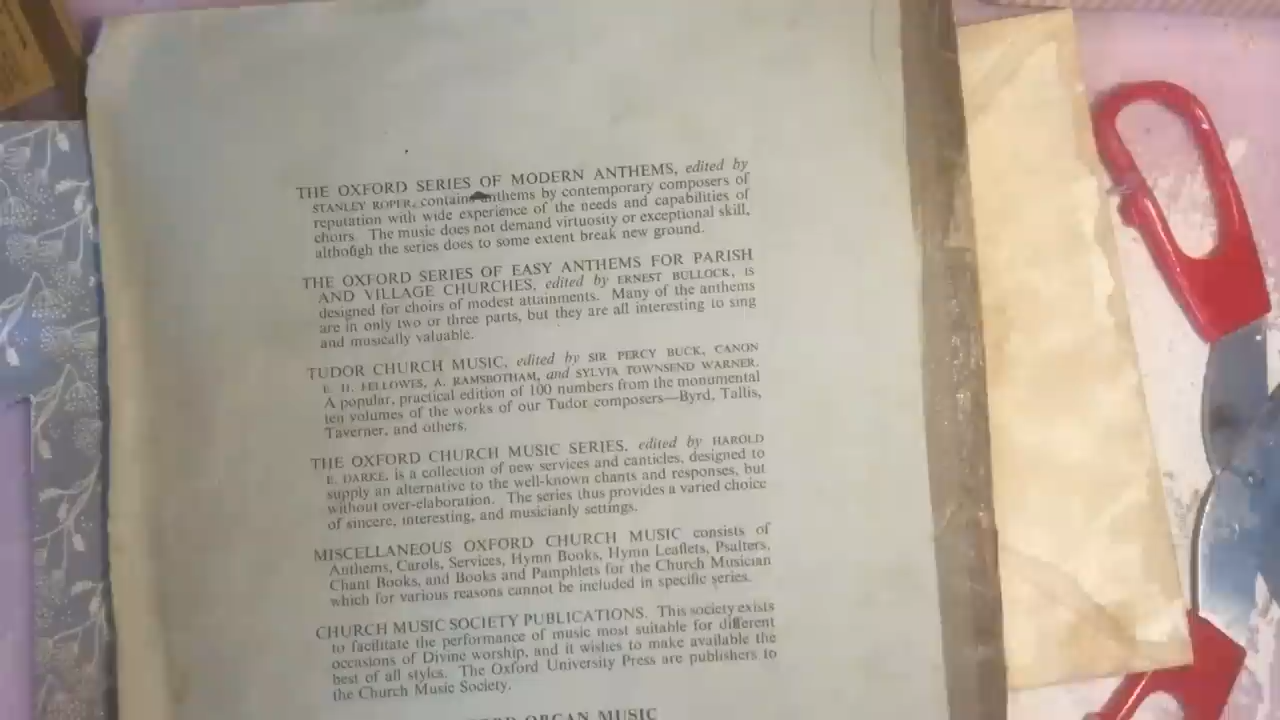 THE OXFORD SERIES OF MODERN ANTHEMS, edited by
STANLEY ROPER, contains anthems by contemporary composers of
reputation with wide experience of the needs and capabilities of
choirs. The music does not demand virtuosity or exceptional skill,
although the series does to some extent break new ground.
THE OXFORD SERIES OF EASY ANTHEMS FOR PARISH
AND VILLAGE CHURCHES, edited by ERNEST BULLOCK, IS
designed for choirs of modest attainments. Many of the anthems
are in only two or three parts, but they are all interesting to sing
and musically valuable.
TUDOR CHURCH MUSIC, edited by SIR PERCY BUCK, CANON
E. H. FELLOWES, A. RAMSBOTHAM, and SYLVIA TOWNSEND WARNER.
A popular, practical edition of 100 numbers from the monumental
ten volumes of the works of our Tudor composers—Byrd, Tallis,
Taverner, and others.
THE OXFORD CHURCH MUSIC SERIES, edited by HAROLD
E. DARKE, is a collection of new services and canticles, designed to
supply an alternative to the well-known chants and responses, but
without over-elaboration. The series thus provides a varied choice
of sincere, interesting, and musicianly settings.
MISCELLANEOUS OXFORD CHURCH MUSIC consists of
Anthems, Carols, Services, Hymn Books, Hymn Leaflets, Psalters,
Chant Books, and Books and Pamphlets for the Church Musician
which for various reasons cannot be included in specific series.
CHURCH MUSIC SOCIETY PUBLICATIONS. This society exists
to facilitate the performance of music most suitable for different
occasions of Divine worship, and it wishes to make available the
best of all styles. The Oxford University Press are publishers to
the Church Music Society.
ORGAN MUSIC